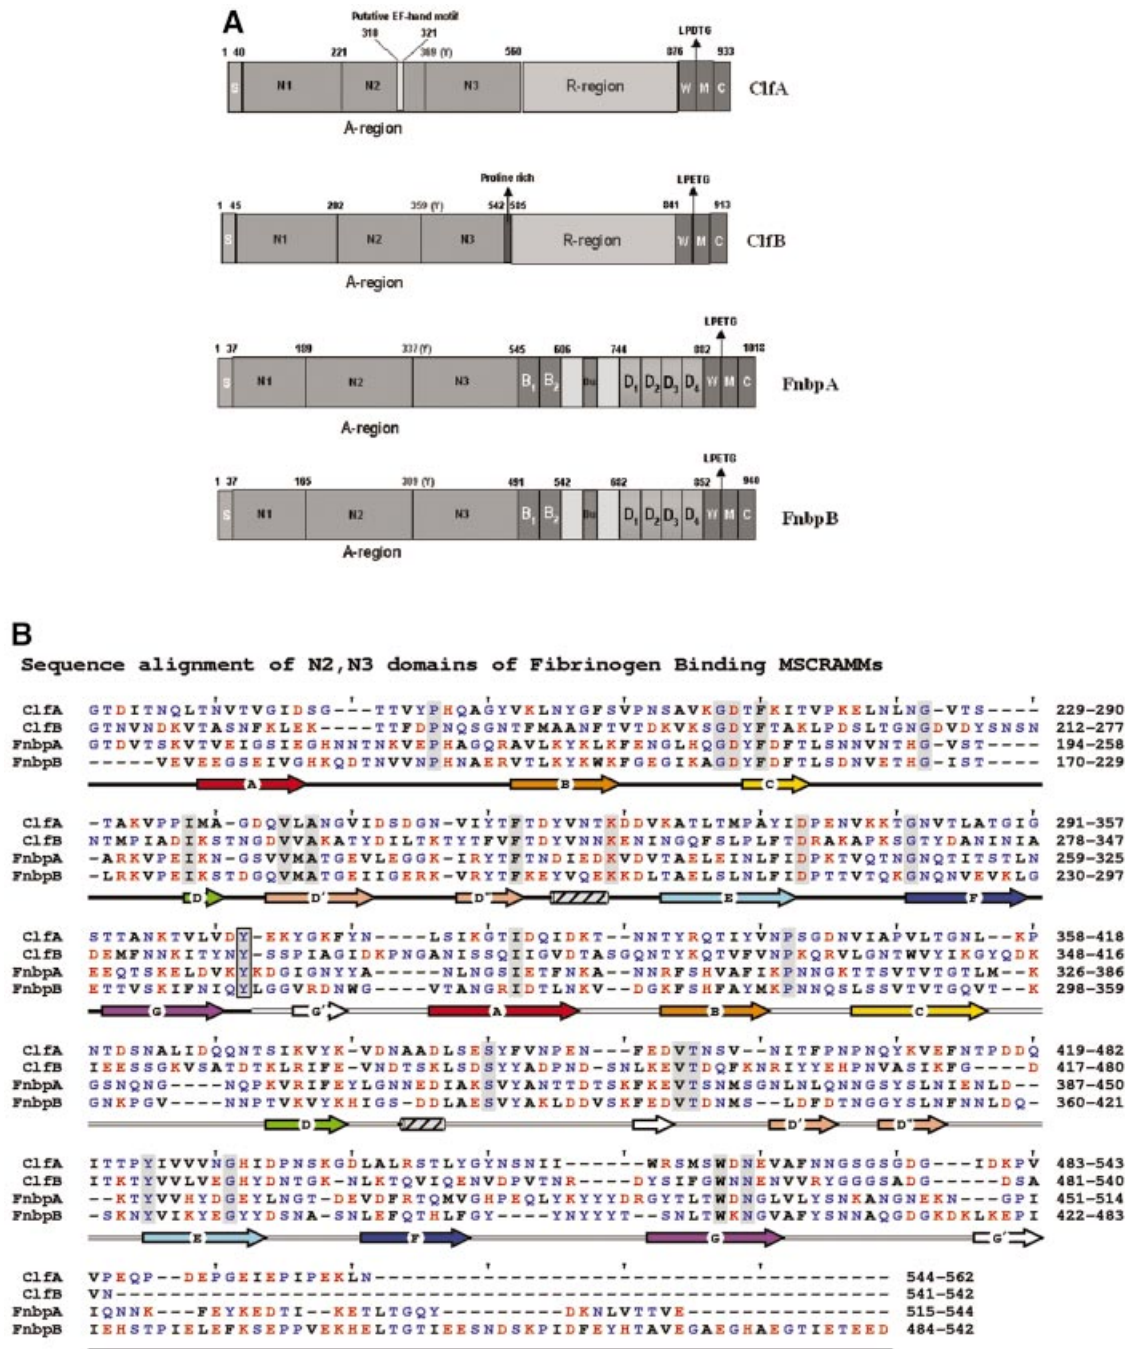 A
Putative EF-hand motif
310 321
1 40 221 369 (Y) 560 876 933
LPDTG
S N1 N2 N3 R-region W M C
ClfA
A-region
Proline rich
LPETG
1 45 202 359 (Y) 542 505 881 913
S N1 N2 N3 R-region W M C
ClfB
A-region
LPETG
1 37 189 337 (Y) 545 606 744 882 1018
S N1 N2 N3 B1 B2 Du D1 D2 D3 D4 W M C
FnbpA
A-region
LPETG
1 37 165 309 (Y) 491 542 682 852 940
S N1 N2 N3 B1 B2 Du D1 D2 D3 D4 W M C
FnbpB
A-region
B
Sequence alignment of N2,N3 domains of Fibrinogen Binding MSCRAMMs
ClfA GTDITNQLTNVTVGIDSG---TTVYPHQAGYVKLNYGFSVPNSAVKGDTFKITVPKELNLNG-VTS---- 229-290
ClfB GTNVNDKVTASNFKLEK----TTFDPNQSGNTFMAANFTVTDKVKSGDYFTAKLPDSLTGNGDVDYSNSN 212-277
FnbpA GTDVTSKVTVEIGSIEGHNNTNKVEPHAGQRAVLKYKLKFENGLHQGDYFDFTLSNNVNTHG-VST---- 194-258
FnbpB -----VEVEEGSEIVGHKQDTNVVNPHNAERVTLKYKWKFGEGIKAGDYFDFTLSDNVETHG-IST---- 170-229
A B C
ClfA -TAKVPPIMA-GDQVLANGVIDSDGN-VIYTFTDYVNTKDDVKATLTMPAYIDPENVKKTGNVTLATGIG 291-357
ClfB NTMPIADIKSTNGDVVAKATYDILTKTYTFVFTDYVNNKENINGQFSLPLFTDRAKAPKSGTYDANINIA 278-347
FnbpA -ARKVPEIKN-GSVVMATGEVLEGGK-IRYTFTNDIEDKVDVTAELEINLFIDPKTVQTNGNQTITSTLN 259-325
FnbpB -LRKVPEIKSTDGQVMATGEIIGERK-VRYTFKEYVQEKKDLTAELSLNLFIDPTTVTQKGNQNVEVKLG 230-297
D D' D" E F
ClfA STTANKTVLVDY-EKYGKFYN----LSIKGTIDQIDKT--NNTYRQTIYVNPSGDNVIAPVLTGNL--KP 358-418
ClfB DEMFNNKITYNY-SSPIAGIDKPNGANISSQIIGVDTASGQNTYKQTVFVNPKQRVLGNTWVYIKGYQDK 348-416
FnbpA EEQTSKELDVKYKDGIGNYYA----NLNGSIETFNKA--NNRFSHVAFIKPNNGKTTSVTVTGTLM--K 326-386
FnbpB ETTVSKIFNIQYLGGVRDNWG----VTANGRIDTLNKV--DGKFSHFAYMKPNNQSLSSVTVTGQVT--K 298-359
G G' A B C
ClfA NTDSNALIDQQNTSIKVYK-VDNAADLSESYFVNPEN---FEDVTNSV--NITFPNPNQYKVEFNTPDDQ 419-482
ClfB IEESSGKVSATDTKLRIFE-VNDTSKLSDSYYADPND-SNLKEVTDQFKNRIYYEHPNVASIKFG----D 417-480
FnbpA GSNQNG----NQPKVRIFEYLGNNEDIAKSVYANTTDTSKFKEVTSNMSGNLNLQNNGSYSLNIENLD-- 387-450
FnbpB GNKPGV----NNPTVKVYKHIGS-DDLAESVYAKLDDVSKFEDVTDNMS--LDFDTNGGYSLNFNNLDQ- 360-421
D D' D"
ClfA ITTPYIVVVNGHIDPNSKGDLALRSTLYGYNSNII------WRSMSWDNEVAFNNGSGSGDG---IDKPV 483-543
ClfB ITKTYVVLVEGHYDNTGK-NLKTQVIQENVDPVTNR-----DYSIFGWNNENVVRYGGGSADG-----DSA 481-540
FnbpA --KTYVVHYDGEYLNGT-DEVDFRTQMVGHPEQLYKYYYDRGYTLTWDNGLVLYSNKANGNEKN---GPI 451-514
FnbpB -SKNYVIKYEGYYDSNA-SNLEFQTHLFGY----YNYYYT---SNLTWKNGVAFYSNNAQGDGKDKLKEPI 422-483
E F G G'
ClfA VPEQP--DEPGEIEPIPEKLN-------------------------------------- 544-562
ClfB VN--------------------------------------------------------- 541-542
FnbpA IQNNK---FEYKEDTI--KETLTGQY---------DKNLVTTVE--------------- 515-544
FnbpB IEHSTPIELEFKSEPPVEKHELTGTIEESNDSKPIDFEYHTAVEGAEGHAEGTIETEED 484-542